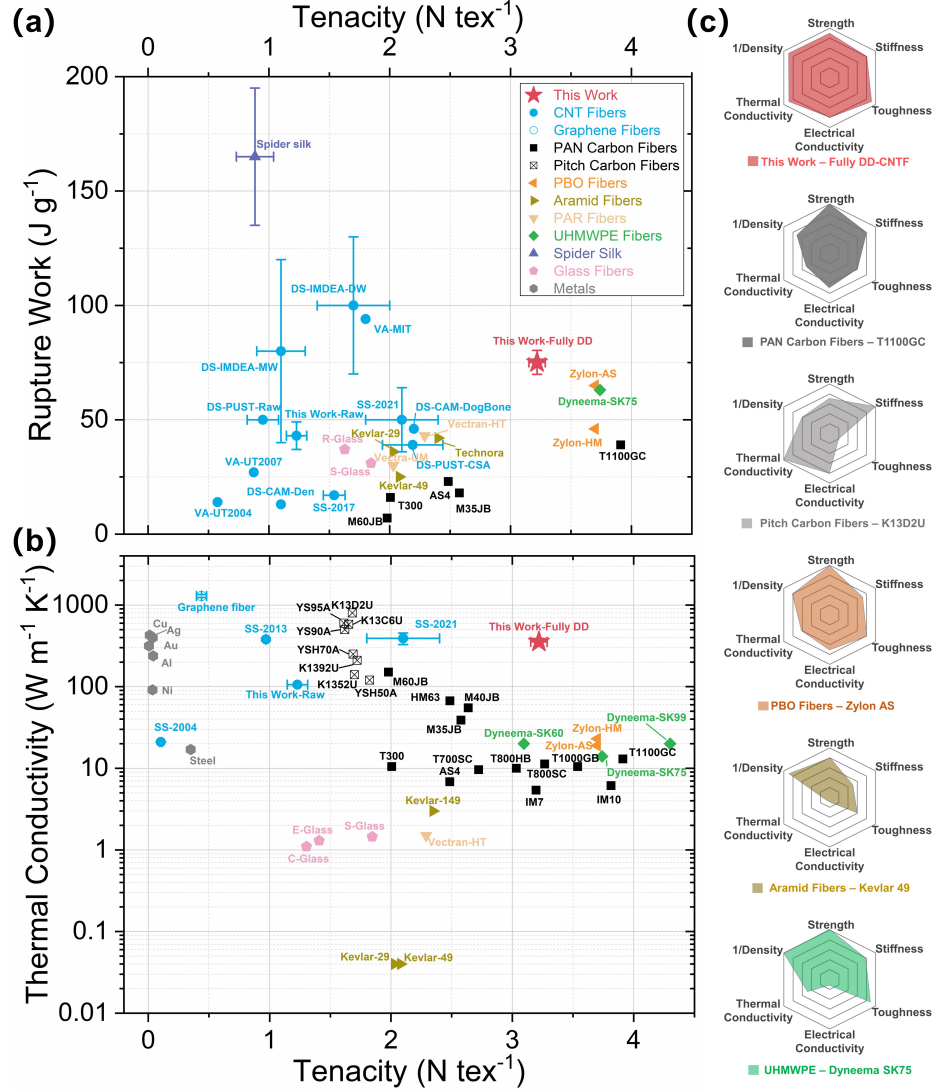 (a)
Tenacity (N tex-1)
0 1 2 3 4
Rupture Work (J g-1)
200
150
100
50
0
This Work
CNT Fibers
Graphene Fibers
PAN Carbon Fibers
Pitch Carbon Fibers
PBO Fibers
Aramid Fibers
PAR Fibers
UHMWPE Fibers
Spider Silk
Glass Fibers
Metals
Spider silk
DS-IMDEA-DW
VA-MIT
DS-IMDEA-MW
This Work-Fully DD
Zylon-AS
Dyneema-SK75
DS-PUST-Raw
This Work-Raw
SS-2021
DS-CAM-DogBone
Kevlar-29
Vectran-HT
Zylon-HM
R-Glass
Technora
T1100GC
S-Glass
Vectra-UM
DS-PUST-CSA
VA-UT2007
Kevlar-49
DS-CAM-Den
AS4
VA-UT2004
SS-2017
T300
M35JB
M60JB
(b)
Thermal Conductivity (W m-1 K-1)
1000
100
10
1
0.1
0.01
Graphene fiber
YS95A
K13D2U
Cu
Ag
SS-2013
YS90A
K13C6U
SS-2021
This Work-Fully DD
Au
Al
YSH70A
K1392U
Ni
This Work-Raw
K1352U
YSH50A
M60JB
HM63
M40JB
M35JB
SS-2004
Steel
Dyneema-SK60
Zylon-HM
Dyneema-SK99
Zylon-AS
T300
T700SC
T800HB
T1000GB
T1100GC
AS4
T800SC
Dyneema-SK75
IM7
IM10
Kevlar-149
E-Glass
S-Glass
Vectran-HT
C-Glass
Kevlar-29
Kevlar-49
0 1 2 3 4
Tenacity (N tex-1)
(c)
Strength
1/Density
Stiffness
Thermal
Conductivity
Toughness
Electrical
Conductivity
This Work – Fully DD-CNTF
Strength
1/Density
Stiffness
Thermal
Conductivity
Toughness
Electrical
Conductivity
PAN Carbon Fibers – T1100GC
Strength
1/Density
Stiffness
Thermal
Conductivity
Toughness
Electrical
Conductivity
Pitch Carbon Fibers – K13D2U
Strength
1/Density
Stiffness
Thermal
Conductivity
Toughness
Electrical
Conductivity
PBO Fibers – Zylon AS
Strength
1/Density
Stiffness
Thermal
Conductivity
Toughness
Electrical
Conductivity
Aramid Fibers – Kevlar 49
Strength
1/Density
Stiffness
Thermal
Conductivity
Toughness
Electrical
Conductivity
UHMWPE – Dyneema SK75